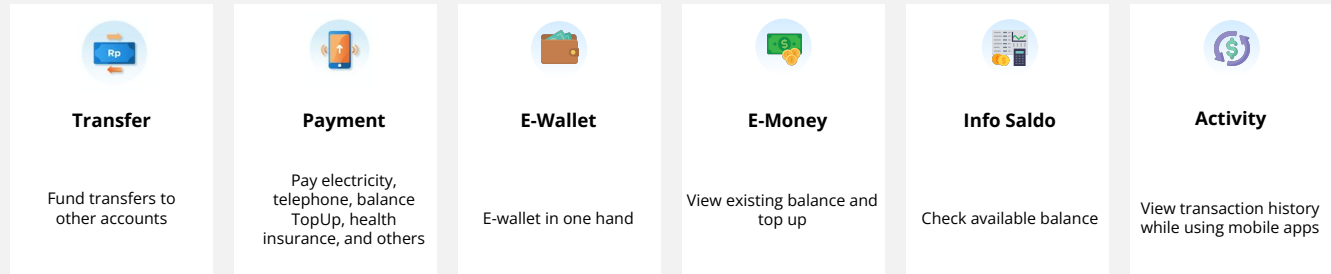 Rp
Transfer
Fund transfers to
other accounts
Payment
Pay electricity,
telephone, balance
TopUp, health
insurance, and others
E-Wallet
E-wallet in one hand
E-Money
View existing balance and
top up
Info Saldo
Check available balance
Activity
View transaction history
while using mobile apps